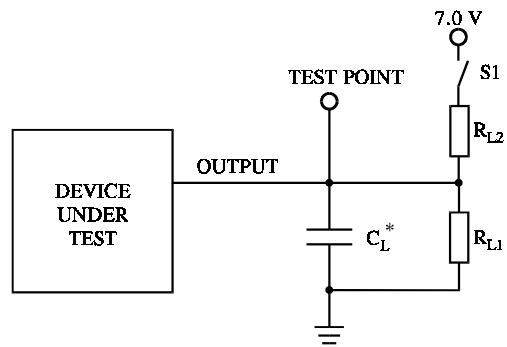 7.0 V
S1
TEST POINT
R_L2
OUTPUT
DEVICE
UNDER
TEST
C_L*
R_L1